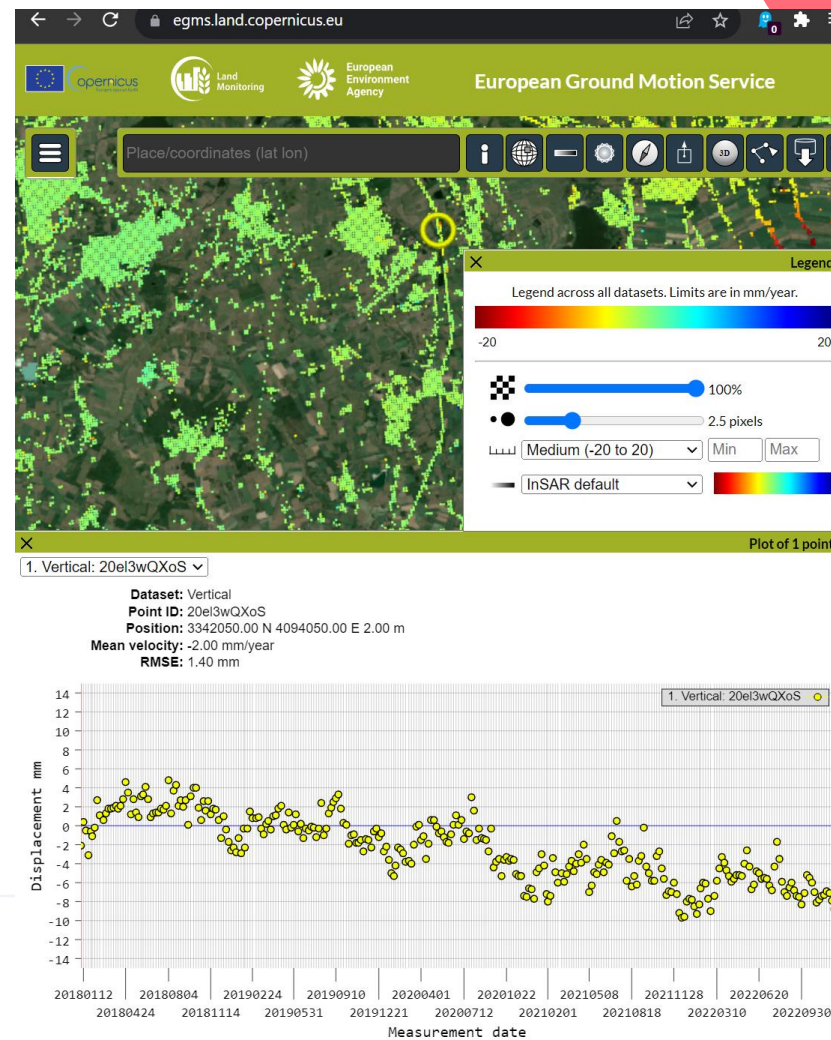 egms.land.copernicus.eu
0
opernicus
Land
Monitoring
European
Environment
Agency
European Ground Motion Service
Place/coordinates (lat lon)
3D
Legend
Legend across all datasets. Limits are in mm/year.
-20 20
100%
2.5 pixels
Medium (-20 to 20) Min Max
InSAR default
Plot of 1 point
1. Vertical: 20el3wQXoS
Dataset: Vertical
Point ID: 20el3wQXoS
Position: 3342050.00 N 4094050.00 E 2.00 m
Mean velocity: -2.00 mm/year
RMSE: 1.40 mm
1. Vertical: 20el3wQXoS
14
12
10
8
6
4
2
0
-2
-4
-6
-8
-10
-12
-14
Displacement mm
20180112 20180804 20190224 20190910 20200401 20201022 20210508 20211128 20220620
20180424 20181114 20190531 20191221 20200712 20210201 20210818 20220310 20220930
Measurement date